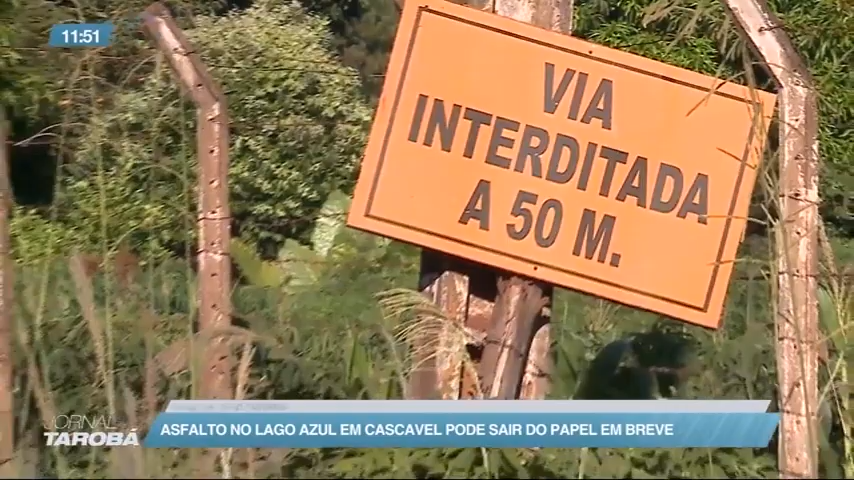 11:51
VIA
INTERDITADA
A 50 M.
JORNAL
TAROBÁ
ASFALTO NO LAGO AZUL EM CASCAVEL PODE SAIR DO PAPEL EM BREVE